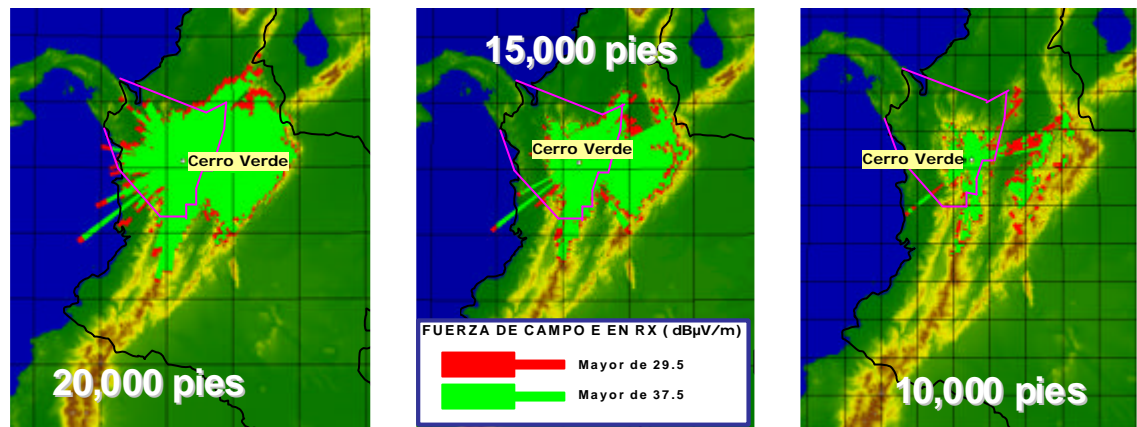 Cerro Verde
20,000 pies
15,000 pies
Cerro Verde
FUERZA DE CAMPO E EN RX ( dBµV/m)
Mayor de 29.5
Mayor de 37.5
Cerro Verde
10,000 pies